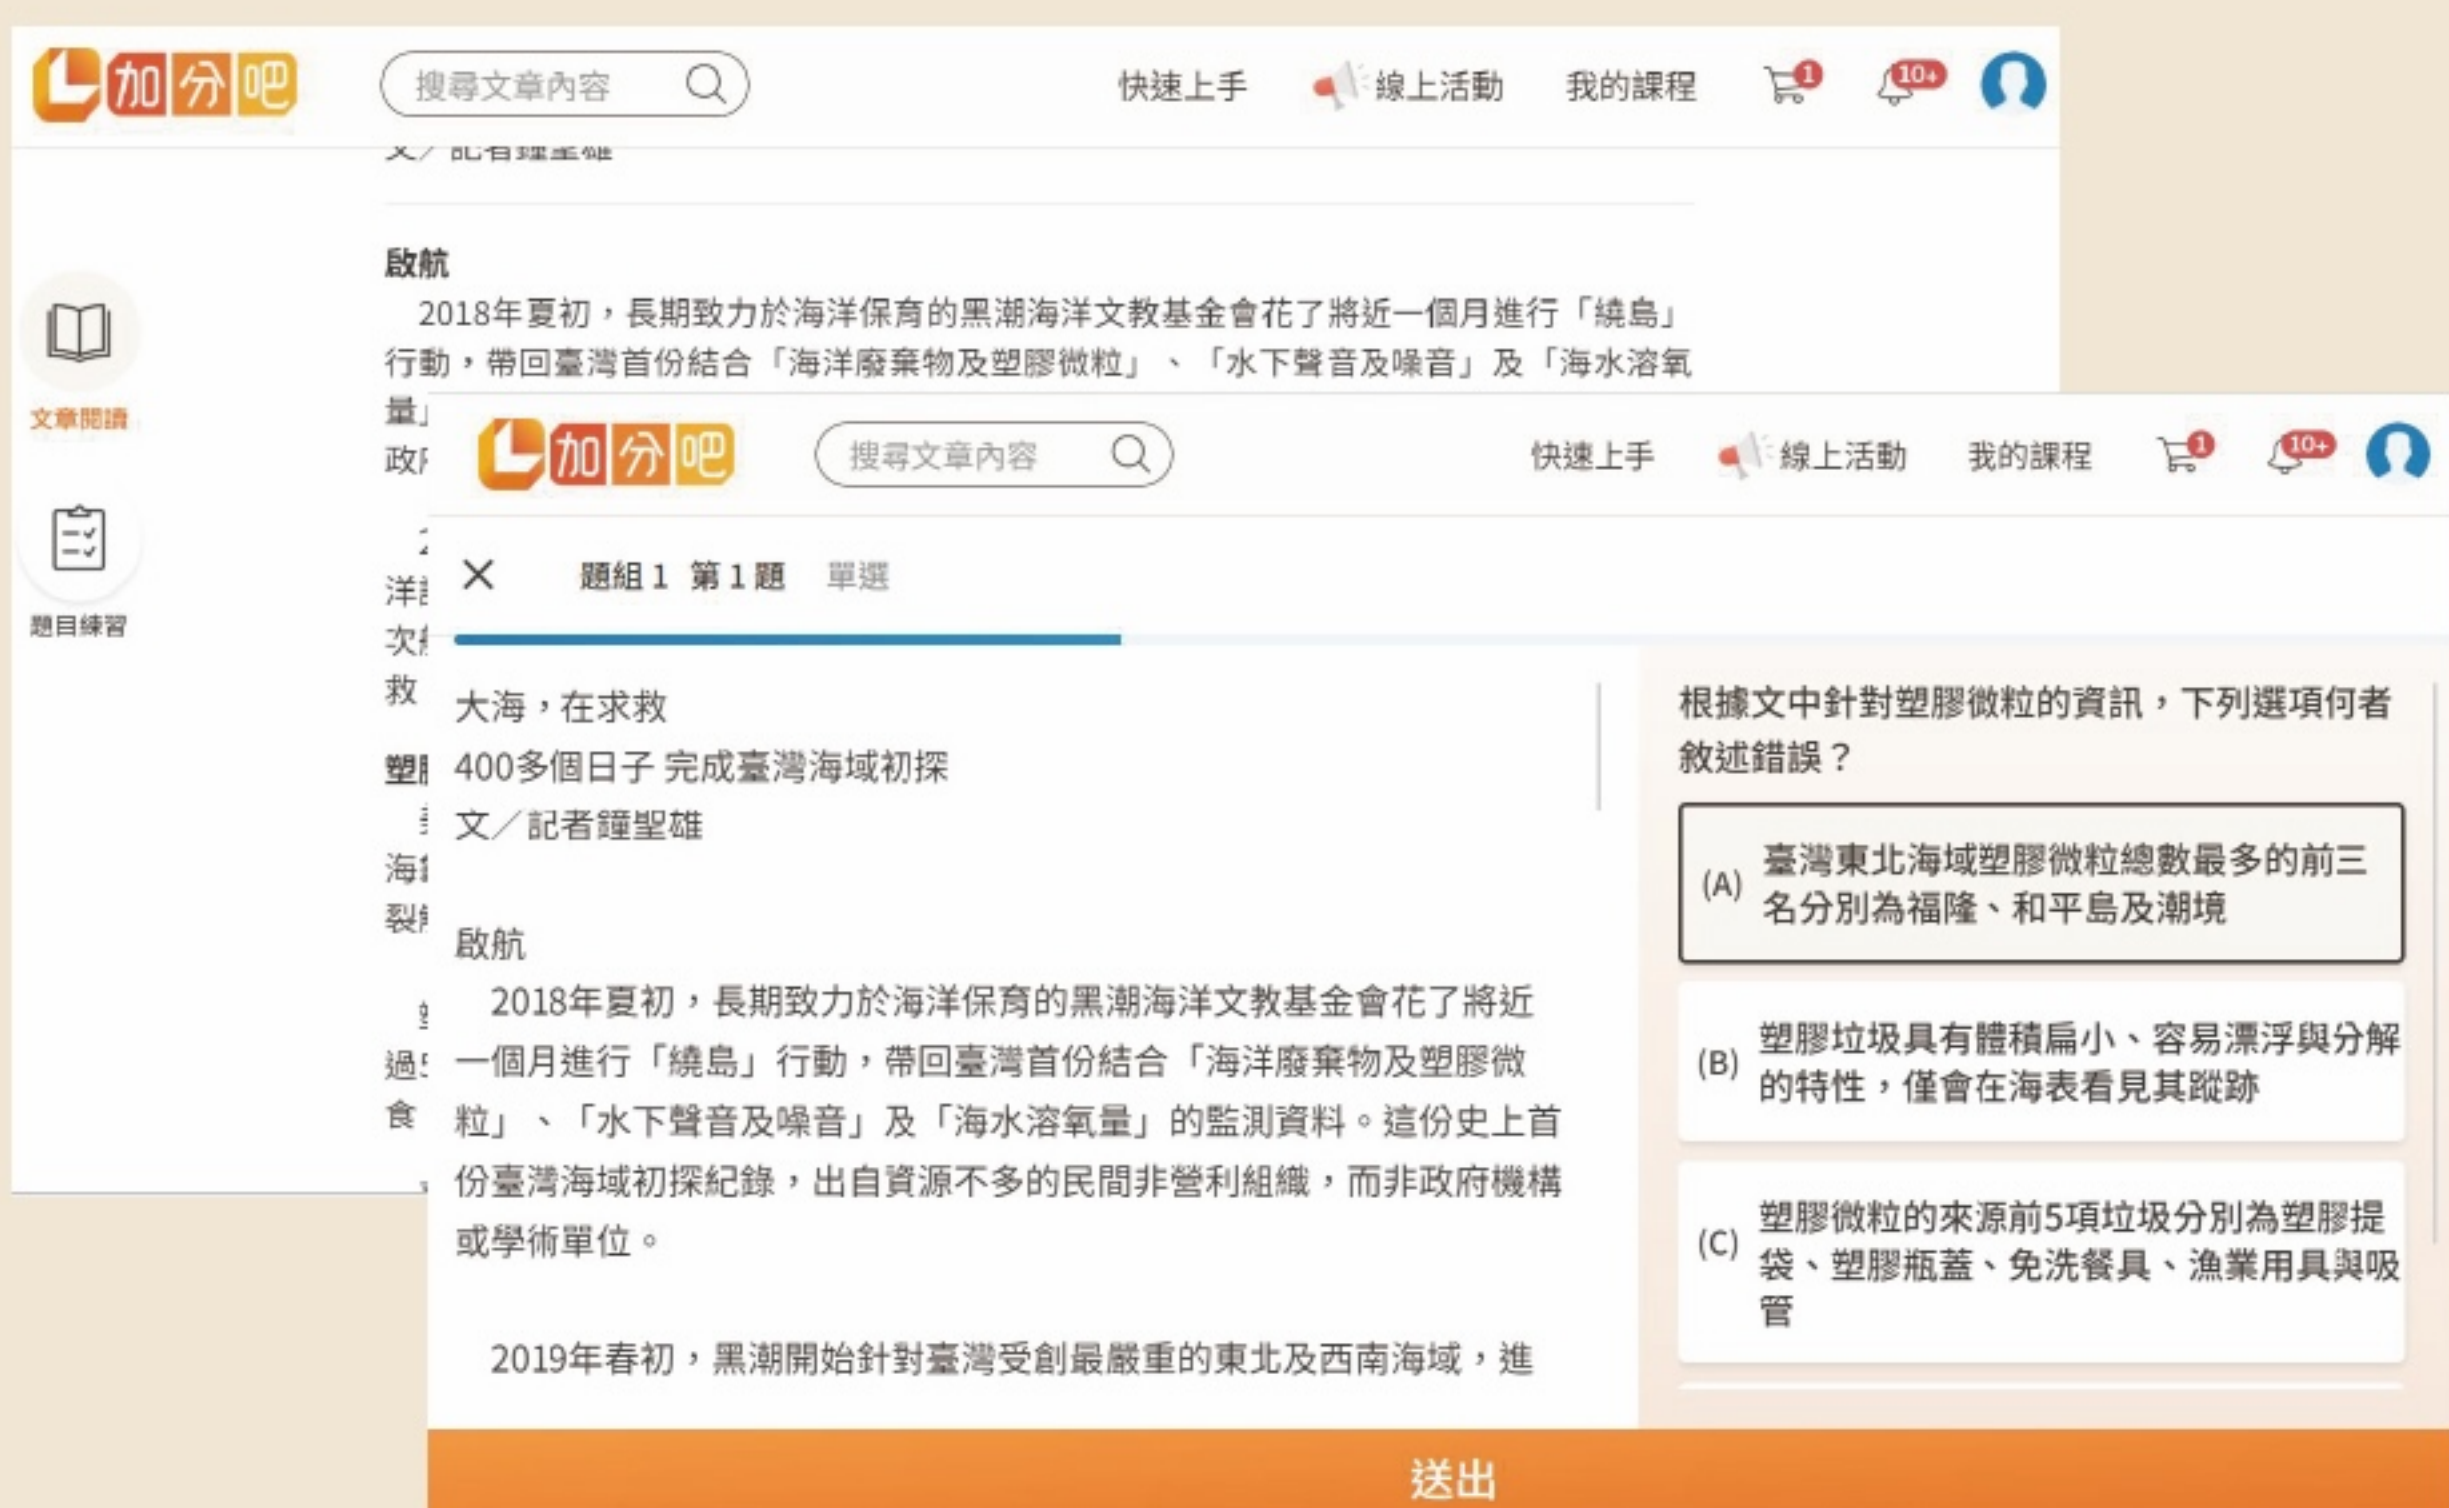 加分吧
搜尋文章內容
快速上手
線上活動
我的課程
1
10+
文／記者鐘聖雄
文章閱讀
題目練習
啟航
2018年夏初，長期致力於海洋保育的黑潮海洋文教基金會花了將近一個月進行「繞島」
行動，帶回臺灣首份結合「海洋廢棄物及塑膠微粒」、「水下聲音及噪音」及「海水溶氧
量」
政
洋
次
救
塑
海
裂
過
食
加分吧
搜尋文章內容
快速上手
線上活動
我的課程
1
10+
題組 1 第 1 題 單選
大海，在求救
400多個日子 完成臺灣海域初探
文／記者鐘聖雄
啟航
2018年夏初，長期致力於海洋保育的黑潮海洋文教基金會花了將近
一個月進行「繞島」行動，帶回臺灣首份結合「海洋廢棄物及塑膠微
粒」、「水下聲音及噪音」及「海水溶氧量」的監測資料。這份史上首
份臺灣海域初探紀錄，出自資源不多的民間非營利組織，而非政府機構
或學術單位。
2019年春初，黑潮開始針對臺灣受創最嚴重的東北及西南海域，進
根據文中針對塑膠微粒的資訊，下列選項何者
敘述錯誤？
(A) 臺灣東北海域塑膠微粒總數最多的前三
名分別為福隆、和平島及潮境
(B) 塑膠垃圾具有體積扁小、容易漂浮與分解
的特性，僅會在海表看見其蹤跡
(C) 塑膠微粒的來源前5項垃圾分別為塑膠提
袋、塑膠瓶蓋、免洗餐具、漁業用具與吸
管
送出